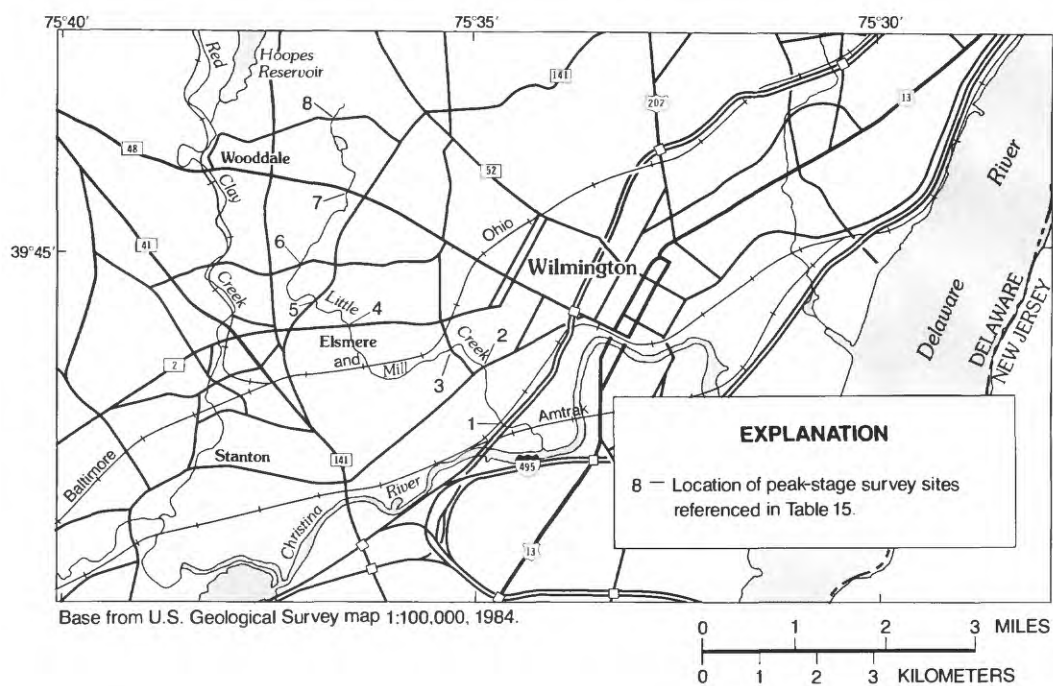 75°40′ 75°35′ 75°30′
Red
Hoopes
Reservoir
141
202
13
8
48
Wooddale
52
River
Clay
7
Ohio
39°45′
41
6
Wilmington
Creek
5
Little
4
Delaware
DELAWARE
NEW JERSEY
Elsmere
Creek
2
and
2
Mill
3
1
Amtrak
EXPLANATION
8 — Location of peak-stage survey sites
referenced in Table 15.
Stanton
141
495
Baltimore
River
Christina
13
Base from U.S. Geological Survey map 1:100,000, 1984.
0 1 2 3 MILES
0 1 2 3 KILOMETERS